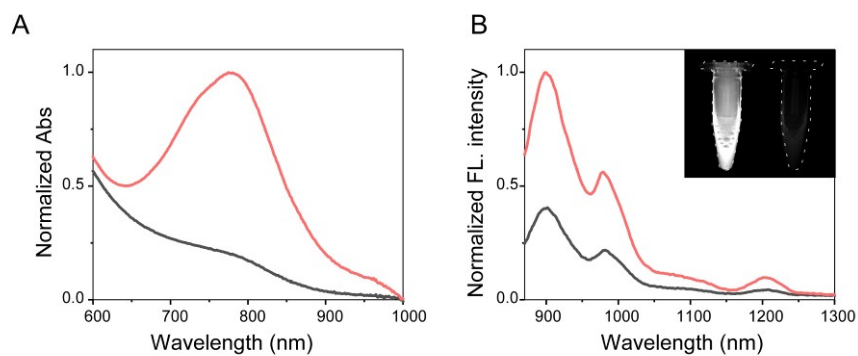 A
Normalized Abs
1.0
0.5
0.0
600
700
800
900
1000
Wavelength (nm)
B
Normalized FL. intensity
1.0
0.5
0.0
900
1000
1100
1200
1300
Wavelength (nm)